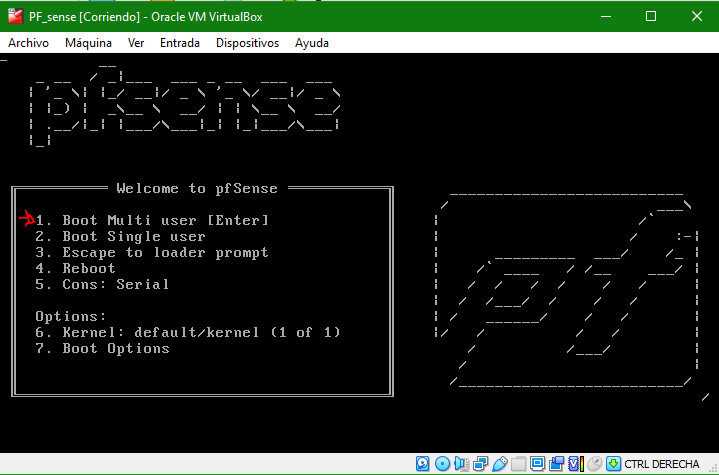 PF_sense [Corriendo] - Oracle VM VirtualBox
Archivo Máquina Ver Entrada Dispositivos Ayuda
pfsense
Welcome to pfSense
1. Boot Multi user [Enter]
2. Boot Single user
3. Escape to loader prompt
4. Reboot
5. Cons: Serial
Options:
6. Kernel: default/kernel (1 of 1)
7. Boot Options
pf
CTRL DERECHA